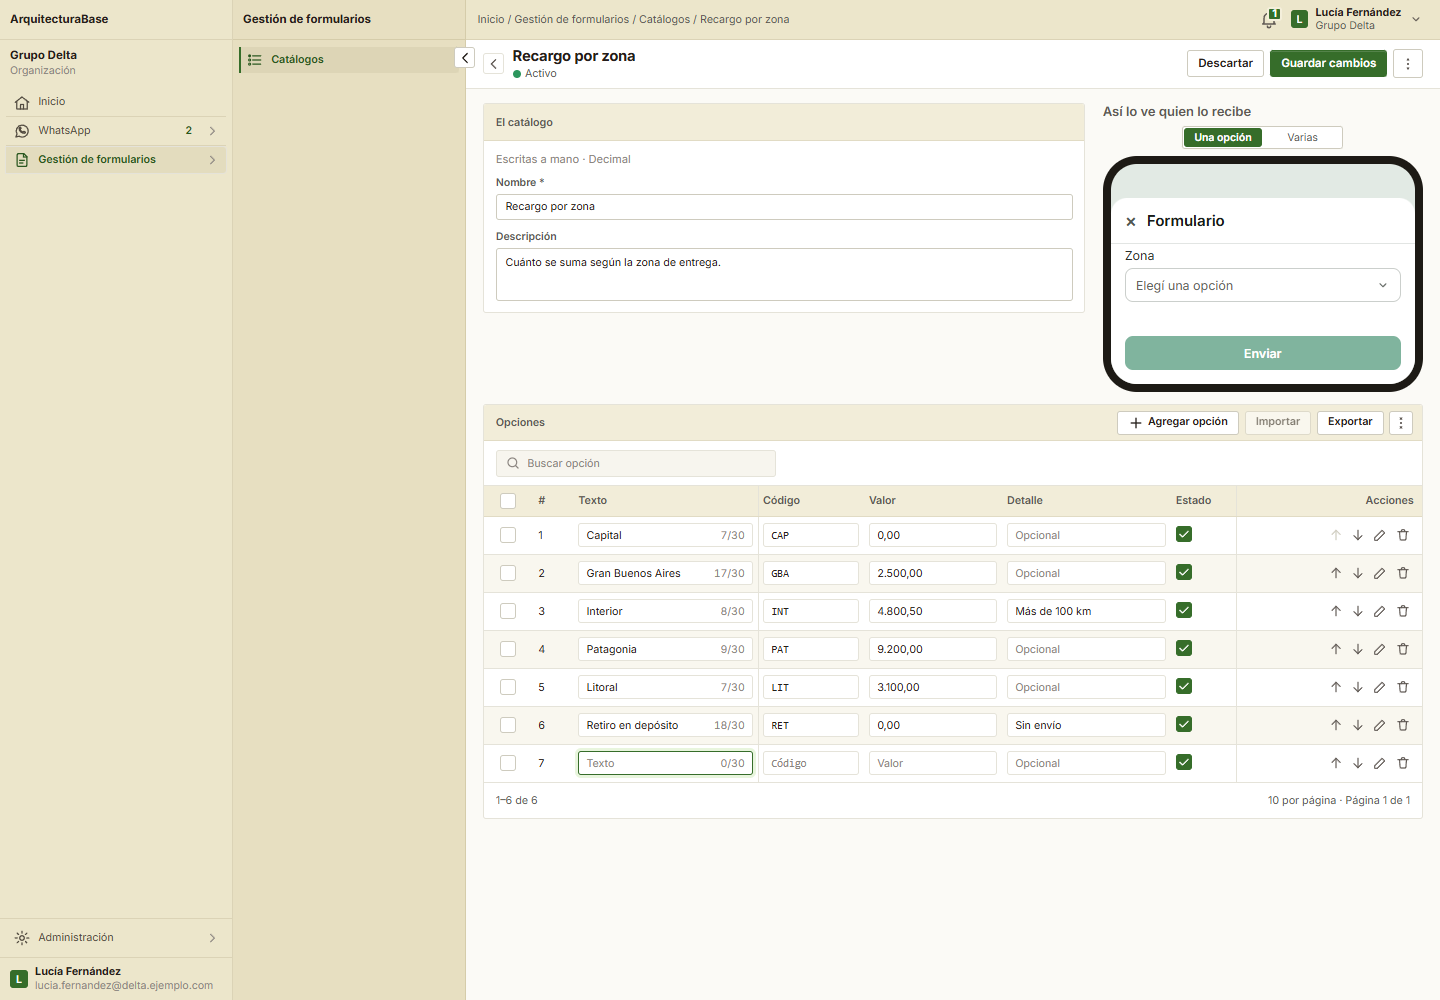 ArquitecturaBase
Grupo Delta
Organización
Inicio
WhatsApp 2
Gestión de formularios
Administración
L Lucía Fernández
lucia.fernandez@delta.ejemplo.com
Gestión de formularios
Catálogos
Inicio / Gestión de formularios / Catálogos / Recargo por zona
1
L Lucía Fernández
Grupo Delta
Recargo por zona
Activo
Descartar Guardar cambios
El catálogo
Escritas a mano · Decimal
Nombre *
Recargo por zona
Descripción
Cuánto se suma según la zona de entrega.
Así lo ve quien lo recibe
Una opción Varias
Formulario
Zona
Elegí una opción
Enviar
Opciones Agregar opción Importar Exportar
Buscar opción
# Texto Código Valor Detalle Estado Acciones
1 Capital 7/30 CAP 0,00 Opcional
2 Gran Buenos Aires 17/30 GBA 2.500,00 Opcional
3 Interior 8/30 INT 4.800,50 Más de 100 km
4 Patagonia 9/30 PAT 9.200,00 Opcional
5 Litoral 7/30 LIT 3.100,00 Opcional
6 Retiro en depósito 18/30 RET 0,00 Sin envío
7 Texto 0/30 Código Valor Opcional
1–6 de 6 10 por página · Página 1 de 1